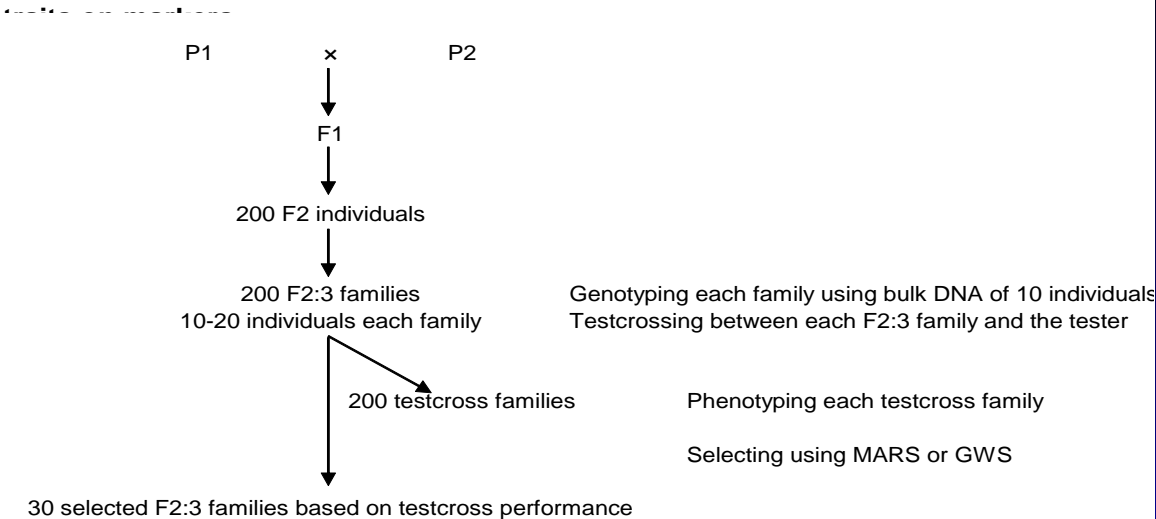 P1 × P2
F1
200 F2 individuals
200 F2:3 families Genotyping each family using bulk DNA of 10 individuals
10-20 individuals each family Testcrossing between each F2:3 family and the tester
200 testcross families Phenotyping each testcross family
Selecting using MARS or GWS
30 selected F2:3 families based on testcross performance